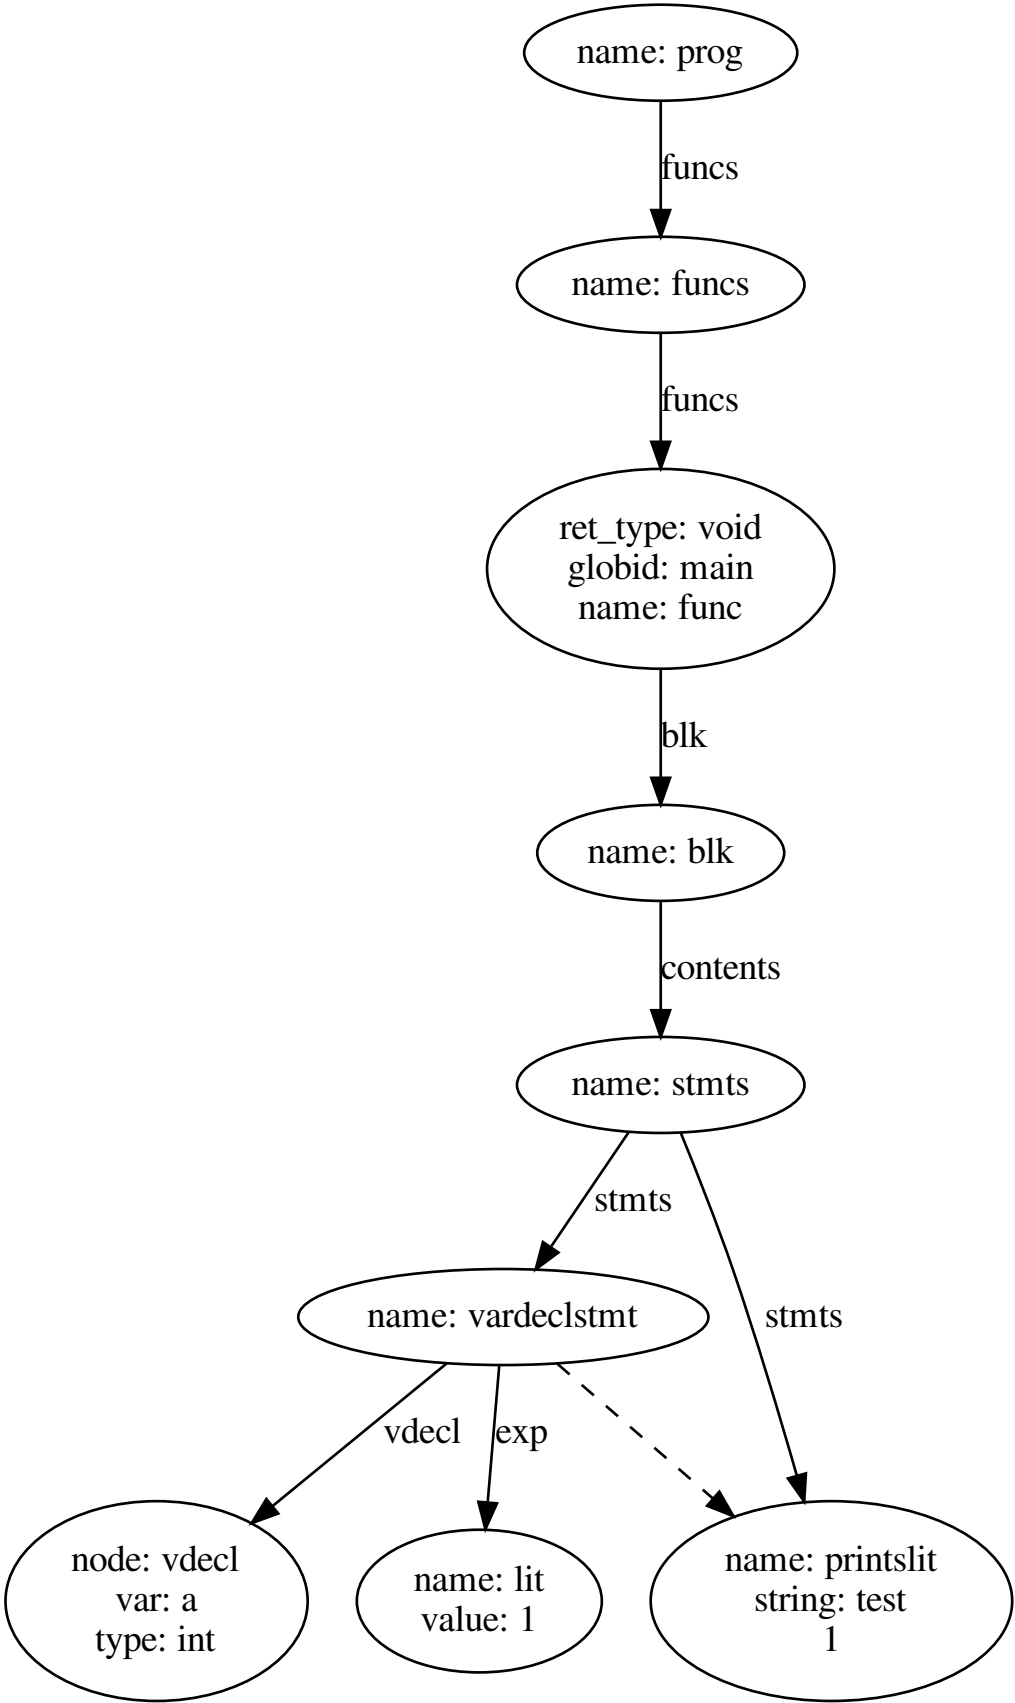 name: prog
funcs
name: funcs
funcs
ret_type: void
globid: main
name: func
blk
name: blk
contents
name: stmts
stmts
name: vardeclstmt
stmts
vdecl
exp
node: vdecl
var: a
type: int
name: lit
value: 1
name: printslit
string: test
1